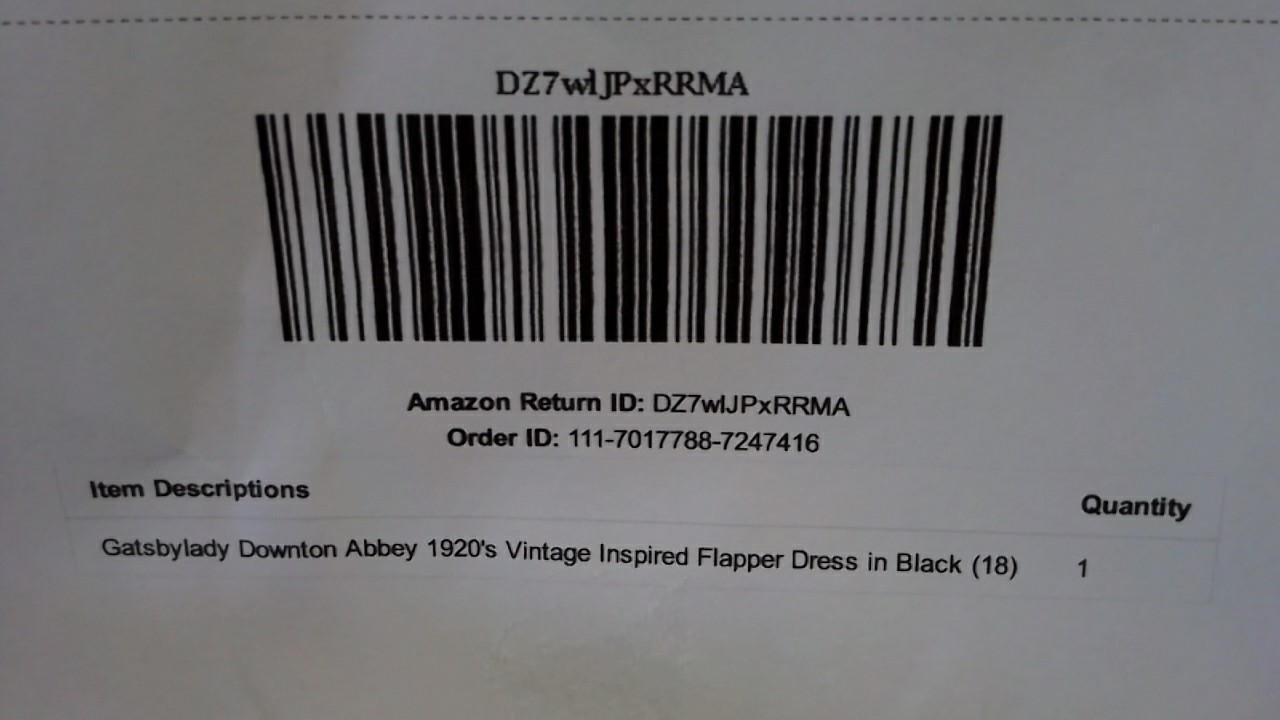 DZ7wlJPxRRMA
Amazon Return ID: DZ7wlJPxRRMA
Order ID: 111-7017788-7247416
Item Descriptions Quantity
Gatsbylady Downton Abbey 1920's Vintage Inspired Flapper Dress in Black (18) 1